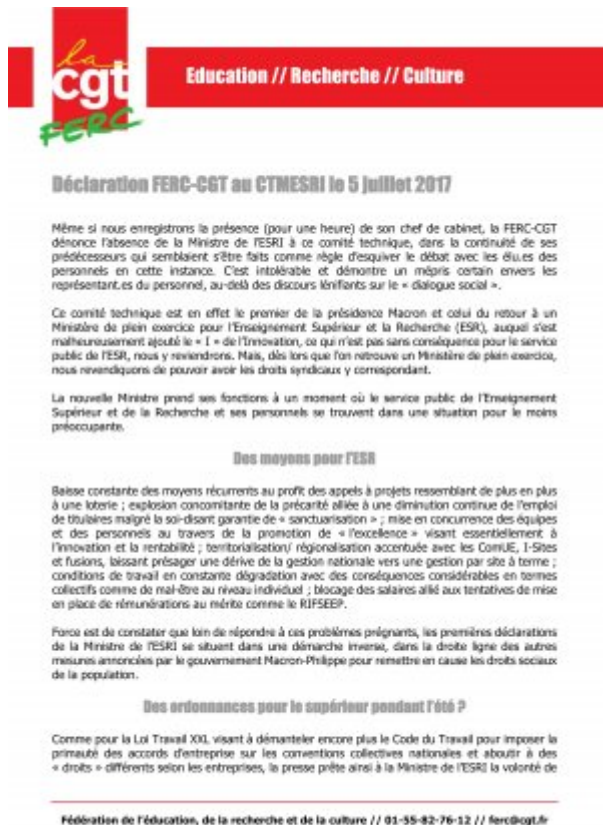 la
cgt
FERC
Education // Recherche // Culture
Déclaration FERC-CGT au CTMESRI le 5 juillet 2017
Même si nous enregistrons la présence (pour une heure) de son chef de cabinet, la FERC-CGT
dénonce l'absence de la Ministre de l'ESRI à ce comité technique, dans la continuité de ses
prédécesseurs qui semblaient s'être faits comme règle d'esquiver le débat avec les élu.es des
personnels en cette instance. C'est intolérable et démontre un mépris certain envers les
représentant.es du personnel, au-delà des discours lénifiants sur le « dialogue social ».
Ce comité technique est en effet le premier de la présidence Macron et celui du retour à un
Ministère de plein exercice pour l'Enseignement Supérieur et la Recherche (ESR), auquel s'est
malheureusement ajouté le « I » de l'Innovation, ce qui n'est pas sans conséquence pour le service
public de l'ESR, nous y reviendrons. Mais, dès lors que l'on retrouve un Ministère de plein exercice,
nous revendiquons de pouvoir avoir les droits syndicaux y correspondant.
La nouvelle Ministre prend ses fonctions à un moment où le service public de l'Enseignement
Supérieur et de la Recherche et ses personnels se trouvent dans une situation pour le moins
préoccupante.
Des moyens pour l'ESR
Baisse constante des moyens récurrents au profit des appels à projets ressemblant de plus en plus
à une loterie ; explosion concomitante de la précarité alliée à une diminution continue de l'emploi
de titulaires malgré la soi-disant garantie de « sanctuarisation » ; mise en concurrence des équipes
et des personnels au travers de la promotion de « l'excellence » visant essentiellement à
l'innovation et la rentabilité ; territorialisation/ régionalisation accentuée avec les ComUE, I-Sites
et fusions, laissant présager une dérive de la gestion nationale vers une gestion par site à terme ;
conditions de travail en constante dégradation avec des conséquences considérables en termes
collectifs comme de mal-être au niveau individuel ; blocage des salaires allié aux tentatives de mise
en place de rémunérations au mérite comme le RIFSEEP.
Force est de constater que loin de répondre à ces problèmes prégnants, les premières déclarations
de la Ministre de l'ESRI se situent dans une démarche inverse, dans la droite ligne des autres
mesures annoncées par le gouvernement Macron-Philippe pour remettre en cause les droits sociaux
de la population.
Des ordonnances pour le supérieur pendant l'été ?
Comme pour la Loi Travail XXL visant à démanteler encore plus le Code du Travail pour imposer la
primauté des accords d'entreprise sur les conventions collectives nationales et aboutir à des
« droits » différents selon les entreprises, la presse prête ainsi à la Ministre de l'ESRI la volonté de
Fédération de l'éducation, de la recherche et de la culture // 01-55-82-76-12 // ferc@cgt.fr